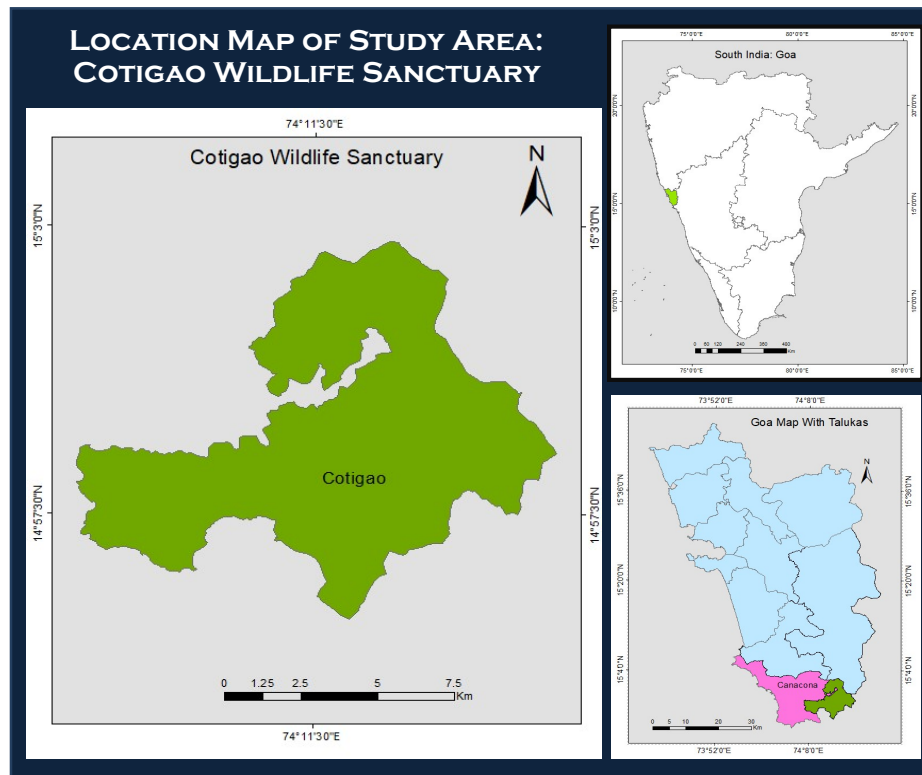 LOCATION MAP OF STUDY AREA:
COTIGAO WILDLIFE SANCTUARY
74°11'30"E
Cotigao Wildlife Sanctuary
N
15°3'0"N
15°3'0"N
Cotigao
14°57'30"N
14°57'30"N
0 1.25 2.5 5 7.5
Km
74°11'30"E
75°0'0"E 80°0'0"E 85°0'0"E
South India: Goa
20°0'0"N
20°0'0"N
15°0'0"N
15°0'0"N
10°0'0"N
10°0'0"N
0 60 120 240 360 480
Km
75°0'0"E 80°0'0"E 85°0'0"E
73°52'0"E 74°8'0"E
Goa Map With Talukas
N
15°36'0"N
15°36'0"N
15°20'0"N
15°20'0"N
15°4'0"N
15°4'0"N
Canacona
0 5 10 20 30
Km
73°52'0"E 74°8'0"E